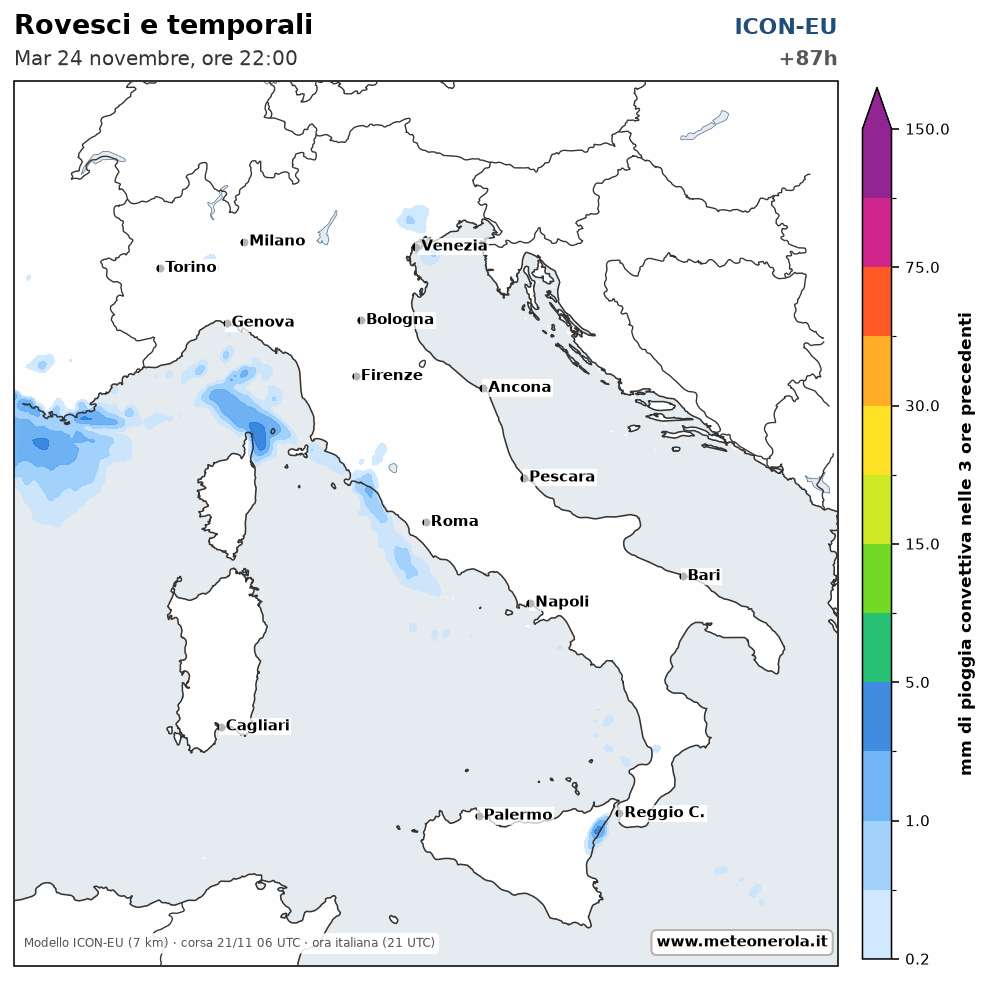 Rovesci e temporali
ICON-EU
Mar 24 novembre, ore 22:00
+87h
Milano
Venezia
Torino
Genova
Bologna
Firenze
Ancona
Pescara
Roma
Bari
Napoli
Cagliari
Palermo
Reggio C.
Modello ICON-EU (7 km) · corsa 21/11 06 UTC · ora italiana (21 UTC)
www.meteonerola.it
150.0
75.0
30.0
15.0
5.0
1.0
0.2
mm di pioggia convettiva nelle 3 ore precedenti